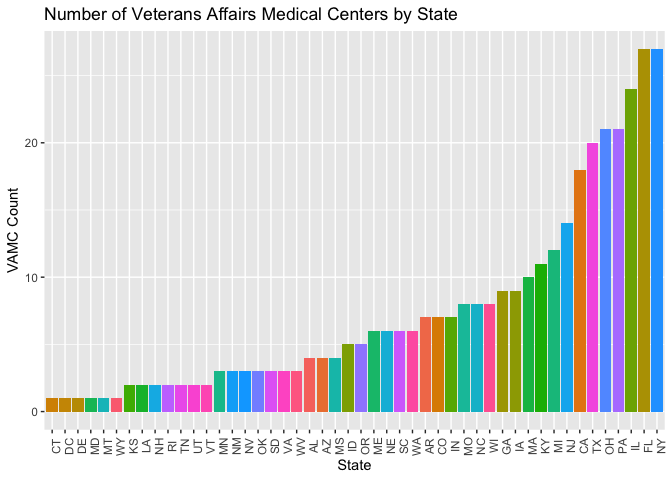 Number of Veterans Affairs Medical Centers by State
VAMC Count
20
10
0
CT DC DE MD MT WY KS LA NH RI TN UT VT MN NM NV OK SD VA WV AL AZ MS ID OR ME NE SC WA AR CO IN MO NC WI GA IA MA KY MI NJ CA TX OH PA IL FL NY
State